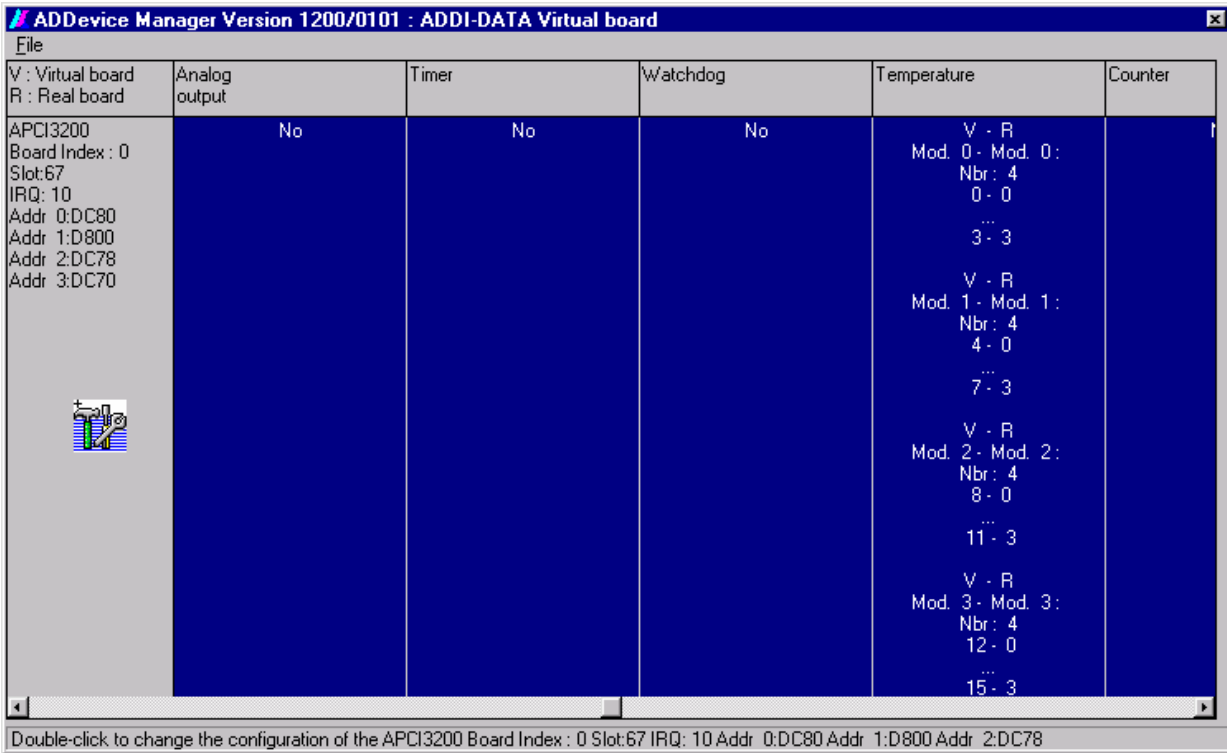 ADDevice Manager Version 1200/0101 : ADDI-DATA Virtual board
File
V : Virtual board
R : Real board
Analog
output
Timer
Watchdog
Temperature
Counter
APCI3200
Board Index : 0
Slot:67
IRQ: 10
Addr 0:DC80
Addr 1:D800
Addr 2:DC78
Addr 3:DC70
No
No
No
V - R
Mod. 0 - Mod. 0 :
Nbr : 4
0 - 0
...
3 - 3
V - R
Mod. 1 - Mod. 1 :
Nbr : 4
4 - 0
...
7 - 3
V - R
Mod. 2 - Mod. 2 :
Nbr : 4
8 - 0
...
11 - 3
V - R
Mod. 3 - Mod. 3 :
Nbr : 4
12 - 0
...
15 - 3
Double-click to change the configuration of the APCI3200 Board Index : 0 Slot:67 IRQ: 10 Addr 0:DC80 Addr 1:D800 Addr 2:DC78